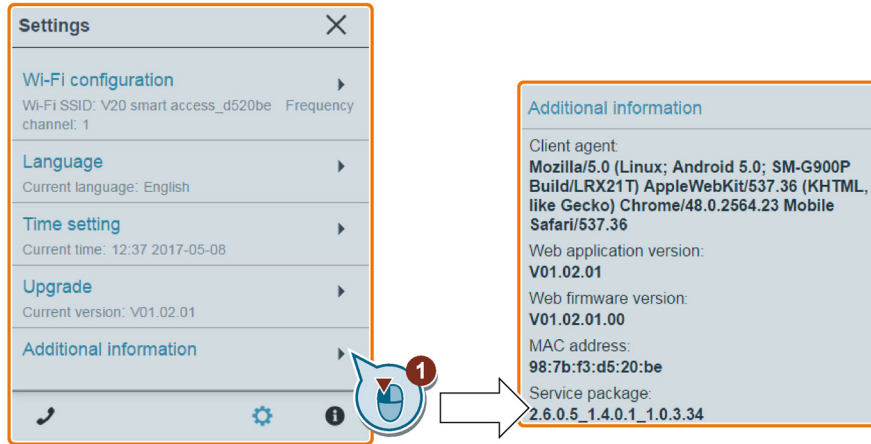 Settings
Wi-Fi configuration
Wi-Fi SSID: V20 smart access_d520be Frequency
channel: 1
Language
Current language: English
Time setting
Current time: 12:37 2017-05-08
Upgrade
Current version: V01.02.01
Additional information
1
Additional information
Client agent:
Mozilla/5.0 (Linux; Android 5.0; SM-G900P
Build/LRX21T) AppleWebKit/537.36 (KHTML,
like Gecko) Chrome/48.0.2564.23 Mobile
Safari/537.36
Web application version:
V01.02.01
Web firmware version:
V01.02.01.00
MAC address:
98:7b:f3:d5:20:be
Service package:
2.6.0.5_1.4.0.1_1.0.3.34